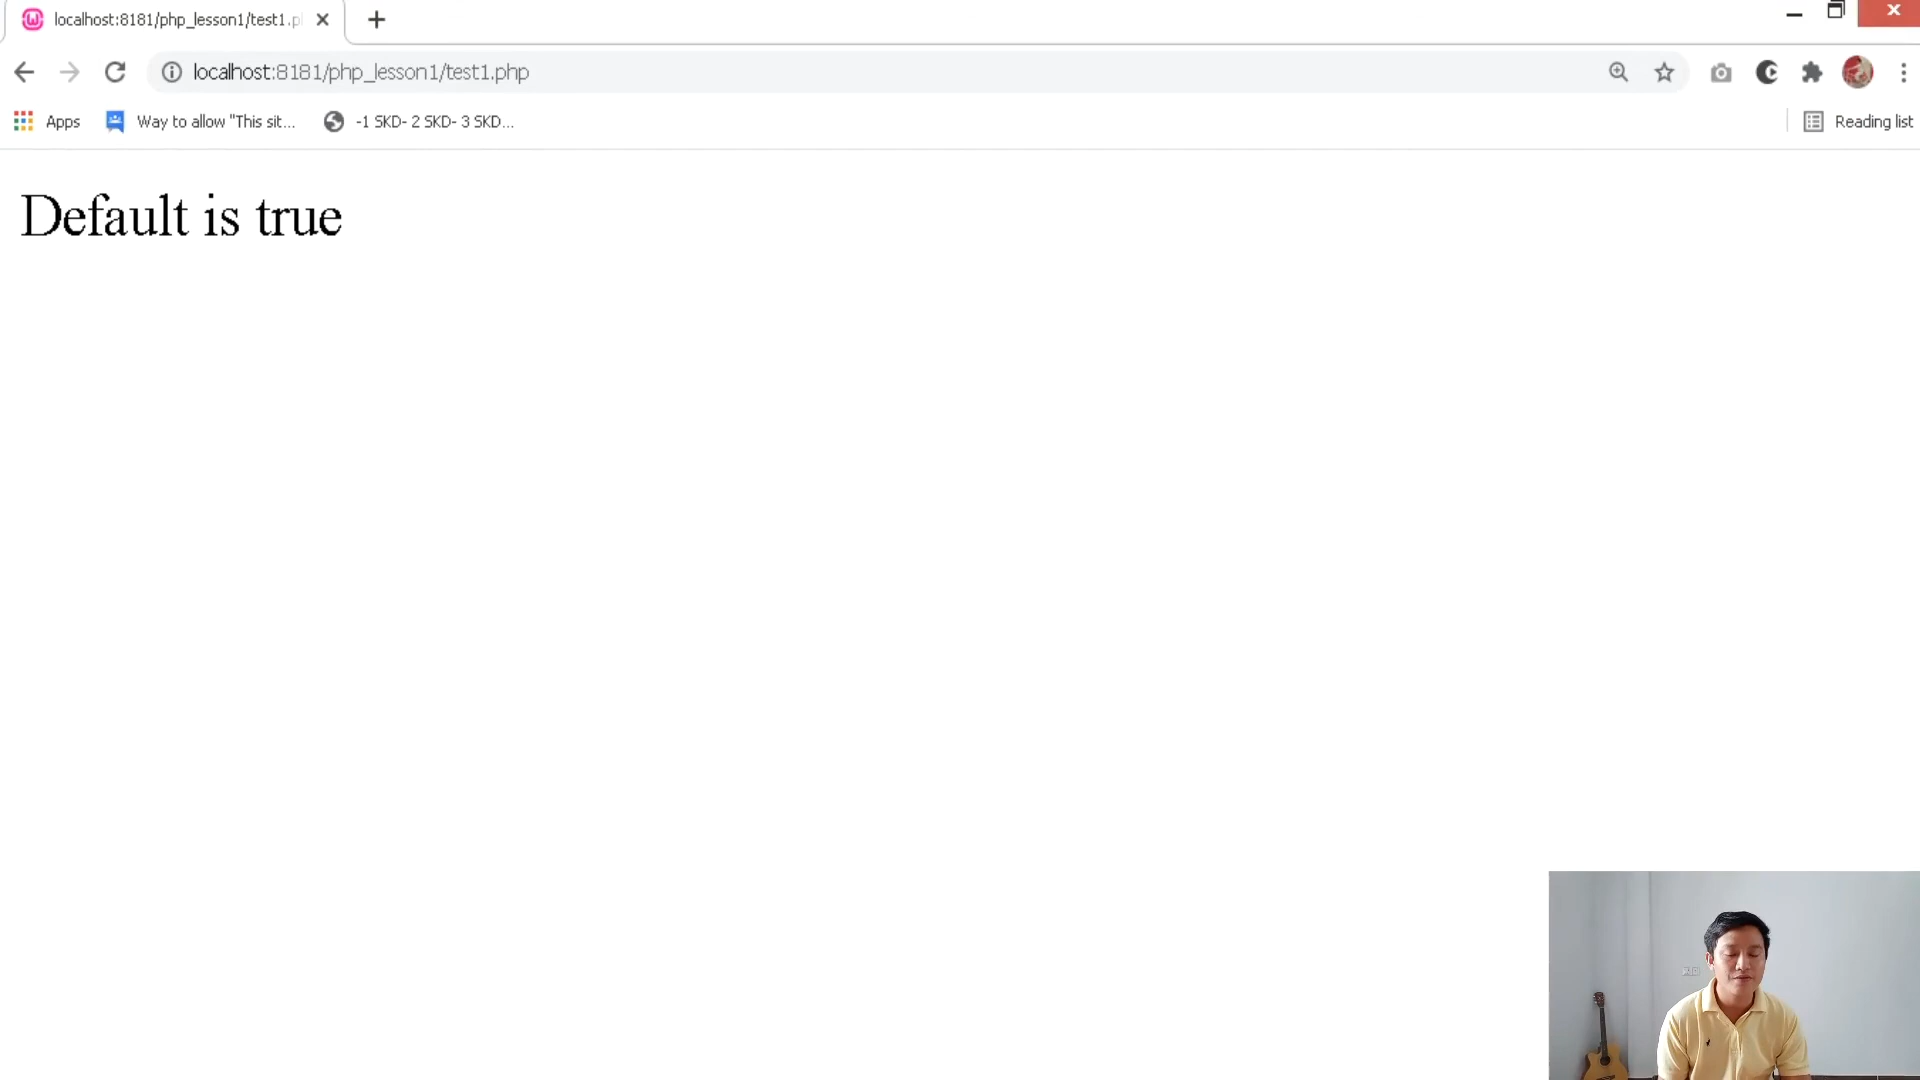 localhost:8181/php_lesson1/test1.p
localhost:8181/php_lesson1/test1.php
Apps
Way to allow "This sit...
-1 SKD- 2 SKD- 3 SKD...
Reading list
Default is true